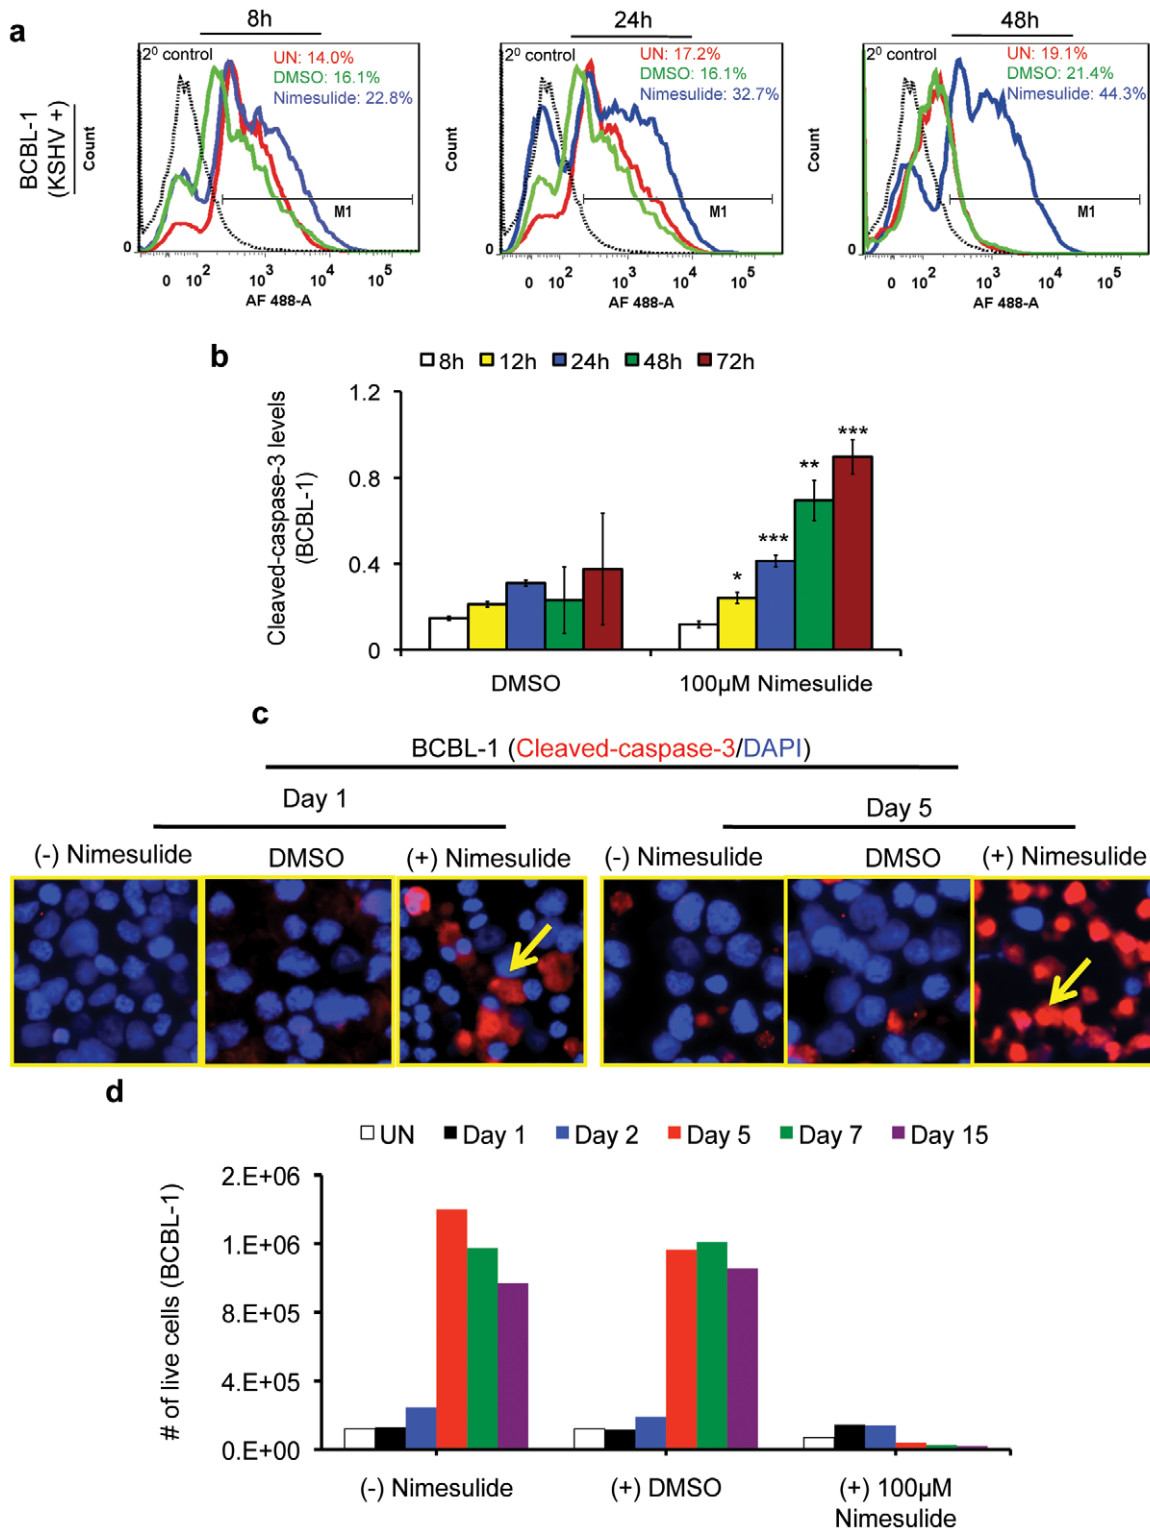 a
8h
24h
48h
BCBL-1
(KSHV +)
2⁰ control
UN: 14.0%
DMSO: 16.1%
Nimesulide: 22.8%
Count
M1
0
0 10² 10³ 10⁴ 10⁵
AF 488-A
2⁰ control
UN: 17.2%
DMSO: 16.1%
Nimesulide: 32.7%
Count
M1
0
0 10² 10³ 10⁴ 10⁵
AF 488-A
2⁰ control
UN: 19.1%
DMSO: 21.4%
Nimesulide: 44.3%
Count
M1
0
0 10² 10³ 10⁴ 10⁵
AF 488-A
b
8h 12h 24h 48h 72h
Cleaved-caspase-3 levels
(BCBL-1)
1.2
0.8
0.4
0
* *** ** ***
DMSO 100µM Nimesulide
c
BCBL-1 (Cleaved-caspase-3/DAPI)
Day 1
Day 5
(-) Nimesulide DMSO (+) Nimesulide
(-) Nimesulide DMSO (+) Nimesulide
d
UN Day 1 Day 2 Day 5 Day 7 Day 15
# of live cells (BCBL-1)
2.E+06
1.E+06
8.E+05
4.E+05
0.E+00
(-) Nimesulide (+) DMSO (+) 100µM
Nimesulide